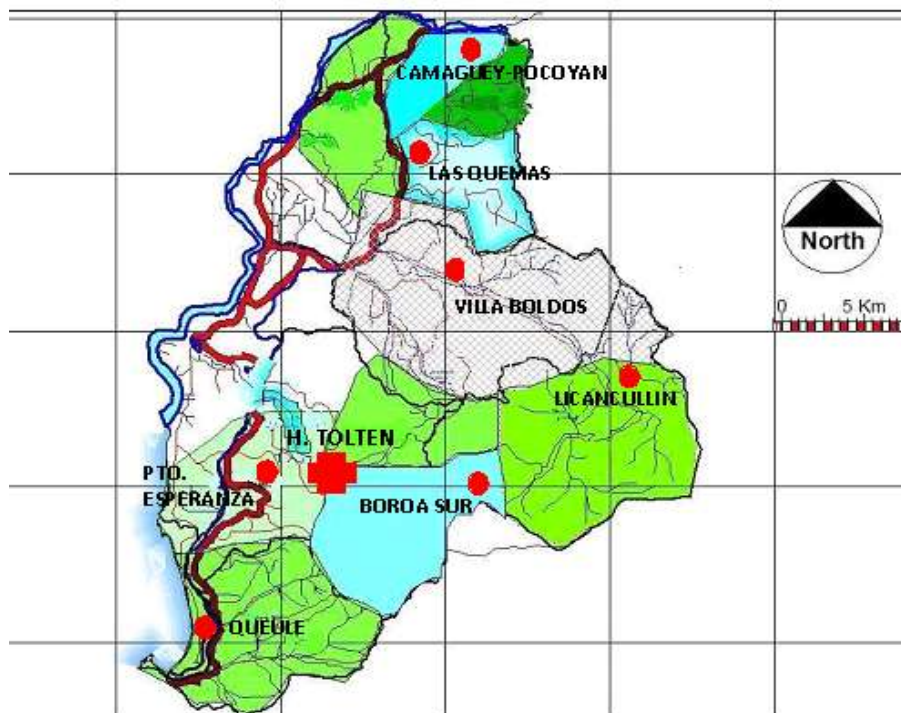 CAMAGUEY-POCOYAN
LAS QUEMAS
North
0 5 Km
VILLA BOLDOS
LICANCULLIN
H. TOLTEN
PTO.
ESPERANZA
BOROA SUR
QUEULE